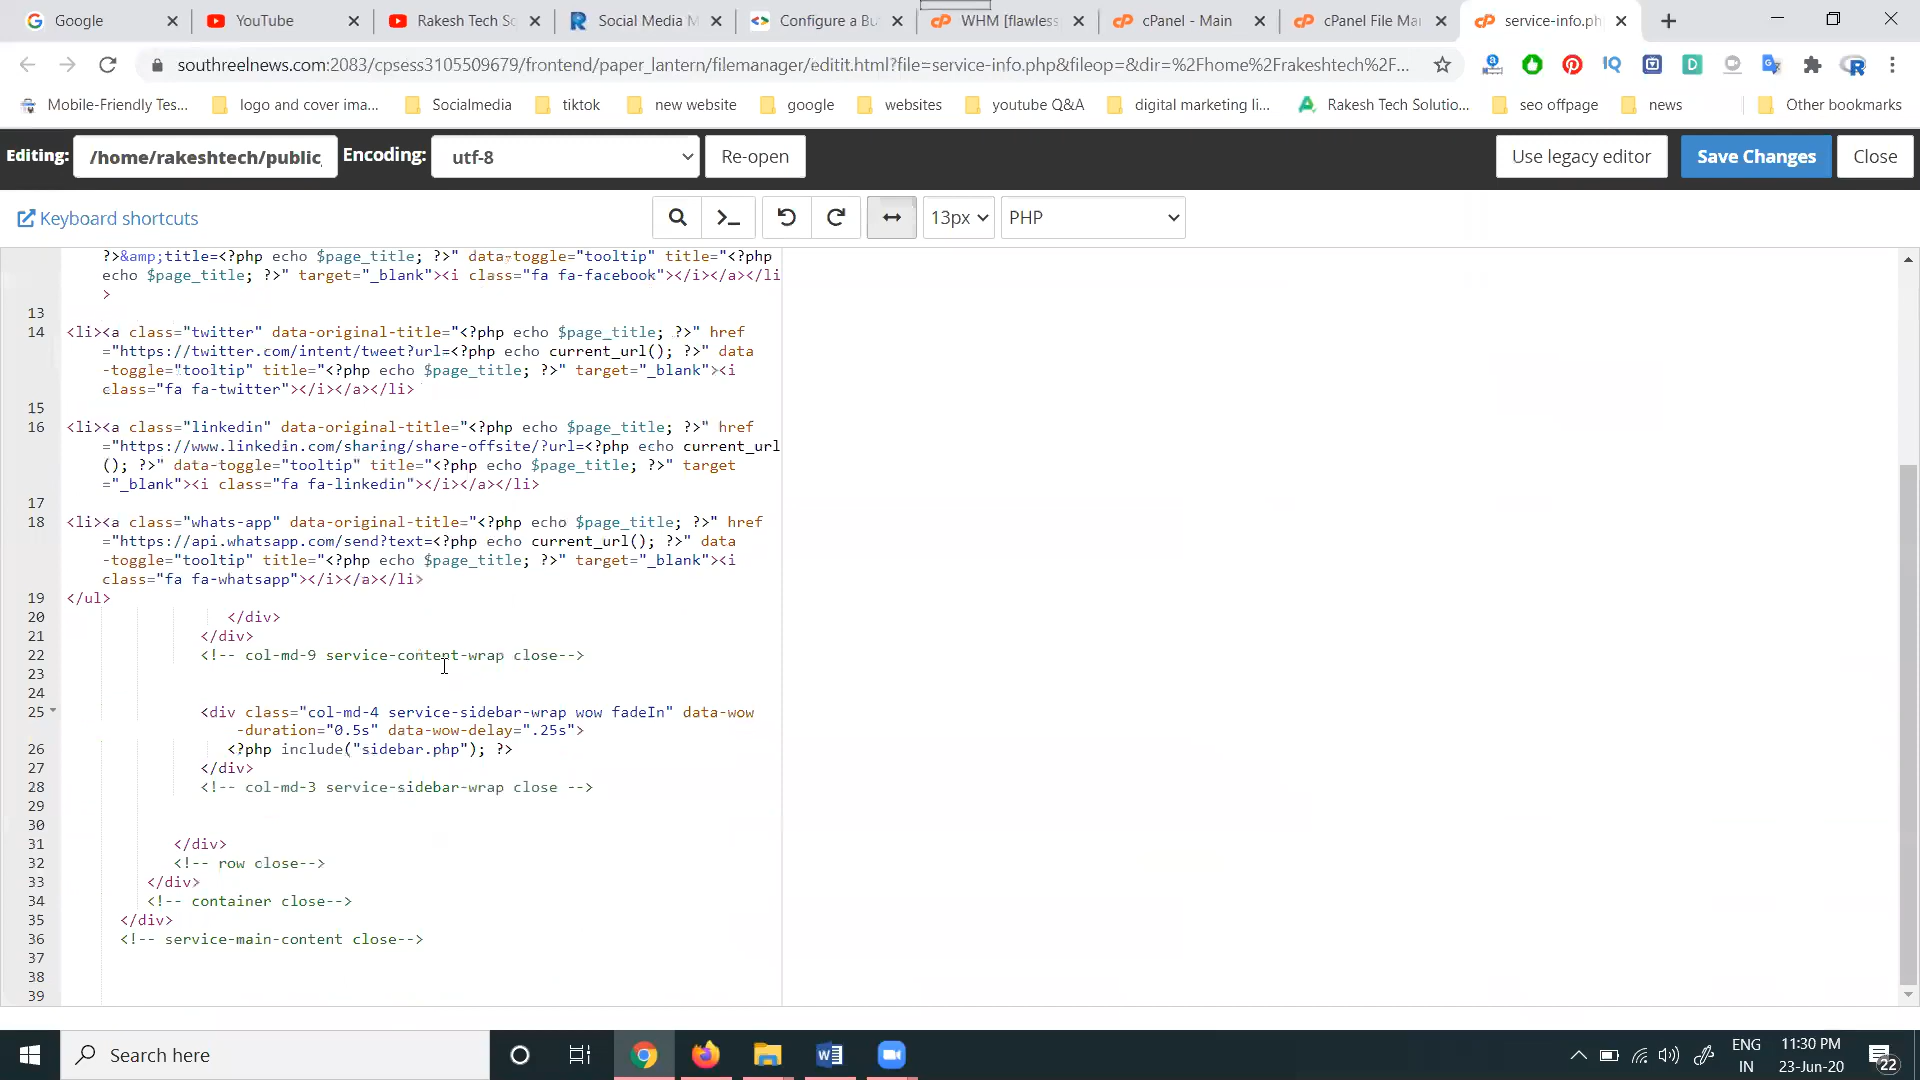 Google
YouTube
Rakesh Tech So
Social Media M
Configure a Bu
WHM [flawless
cPanel - Main
cPanel File Ma
service-info.ph
southreelnews.com:2083/cpsess3105509679/frontend/paper_lantern/filemanager/editit.html?file=service-info.php&fileop=&dir=%2Fhome%2Frakeshtech%2F...
Mobile-Friendly Tes...
logo and cover ima...
Socialmedia
tiktok
new website
google
websites
youtube Q&A
digital marketing li...
Rakesh Tech Solutio...
seo offpage
news
Other bookmarks
Editing:
/home/rakeshtech/public_
Encoding:
utf-8
Re-open
Use legacy editor
Save Changes
Close
Keyboard shortcuts
13px
PHP
?>&amp;title=<?php echo $page_title; ?>" data-toggle="tooltip" title="<?php
echo $page_title; ?>" target="_blank"><i class="fa fa-facebook"></i></a></li
>
13
14 <li><a class="twitter" data-original-title="<?php echo $page_title; ?>" href
="https://twitter.com/intent/tweet?url=<?php echo current_url(); ?>" data
-toggle="tooltip" title="<?php echo $page_title; ?>" target="_blank"><i
class="fa fa-twitter"></i></a></li>
15
16 <li><a class="linkedin" data-original-title="<?php echo $page_title; ?>" href
="https://www.linkedin.com/sharing/share-offsite/?url=<?php echo current_url
(); ?>" data-toggle="tooltip" title="<?php echo $page_title; ?>" target
="_blank"><i class="fa fa-linkedin"></i></a></li>
17
18 <li><a class="whats-app" data-original-title="<?php echo $page_title; ?>" href
="https://api.whatsapp.com/send?text=<?php echo current_url(); ?>" data
-toggle="tooltip" title="<?php echo $page_title; ?>" target="_blank"><i
class="fa fa-whatsapp"></i></a></li>
19 </ul>
20 </div>
21 </div>
22 <!-- col-md-9 service-content-wrap close-->
23
24
25 <div class="col-md-4 service-sidebar-wrap wow fadeIn" data-wow
-duration="0.5s" data-wow-delay=".25s">
26 <?php include("sidebar.php"); ?>
27 </div>
28 <!-- col-md-3 service-sidebar-wrap close -->
29
30
31 </div>
32 <!-- row close-->
33 </div>
34 <!-- container close-->
35 </div>
36 <!-- service-main-content close-->
37
38
39
Search here
ENG
IN
11:30 PM
23-Jun-20
22